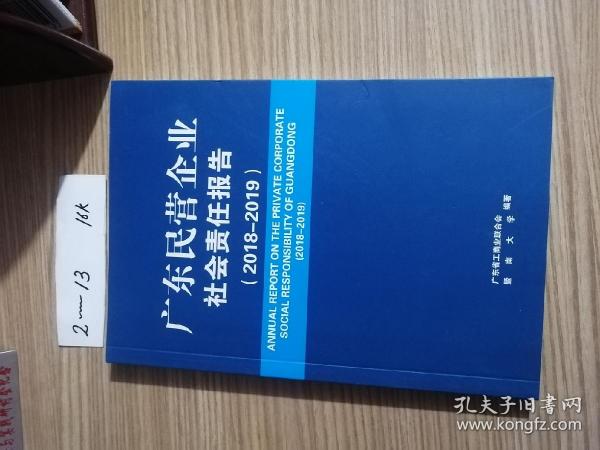 广东民营企业
社会责任报告
(2018-2019)
ANNUAL REPORT ON THE PRIVATE CORPORATE
SOCIAL RESPONSIBILITY OF GUANGDONG
(2018-2019)
广东省工商业联合会 编著
暨南大学
2—13 16k
孔夫子旧书网
www.kongfz.com